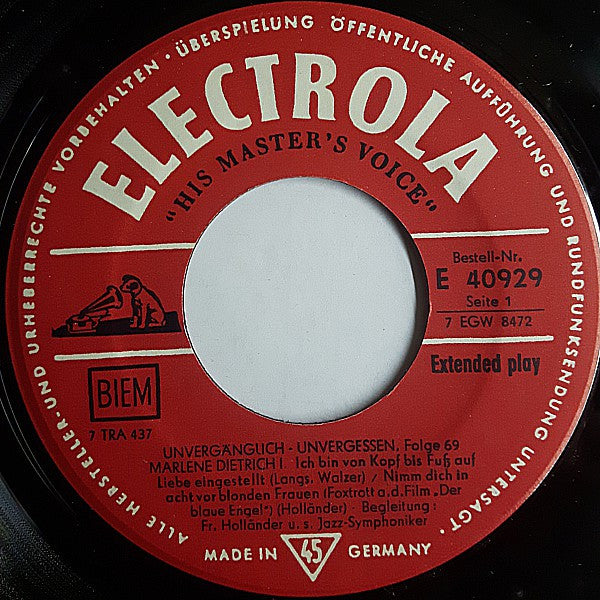 ALLE HERSTELLER- UND URHEBERRECHTE VORBEHALTEN · ÜBERSPIELUNG ÖFFENTLICHE AUFFÜHRUNG UND RUNDFUNKSENDUNG UNTERSAGT ·
ELECTROLA
"HIS MASTER'S VOICE"
Bestell-Nr.
E 40929
Seite 1
7 EGW 8472
BIEM
Extended play
7 TRA 437
UNVERGÄNGLICH - UNVERGESSEN, Folge 69
MARLENE DIETRICH I. Ich bin von Kopf bis Fuß auf
Liebe eingestellt (Langs. Walzer) / Nimm dich in
acht vor blonden Frauen (Foxtrott a.d.Film „Der
blaue Engel") (Holländer) - Begleitung:
Fr. Holländer u. s. Jazz-Symphoniker
MADE IN 45 GERMANY